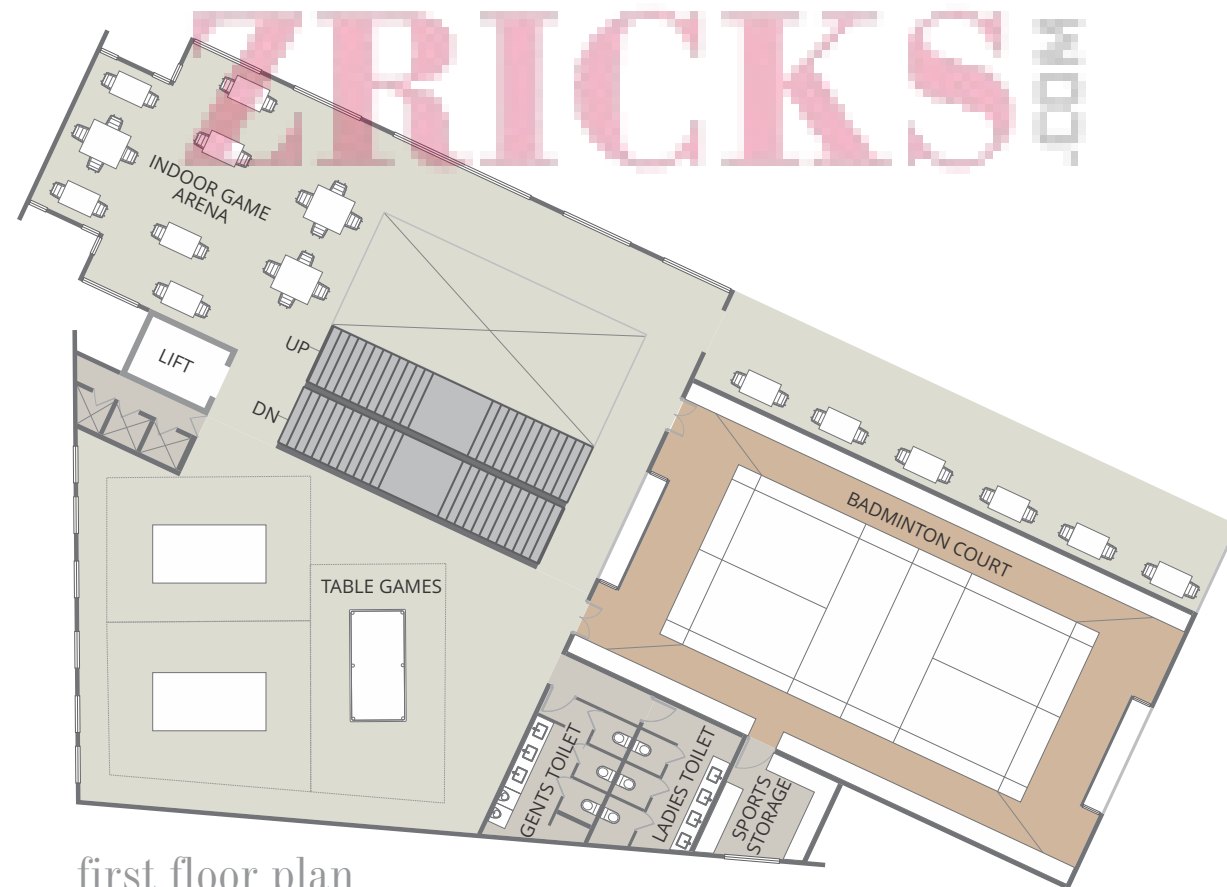 ZRICKS
.COM
INDOOR GAME
ARENA
UP
LIFT
DN
BADMINTON COURT
TABLE GAMES
GENTS TOILET
LADIES TOILET
SPORTS
STORAGE
first floor plan